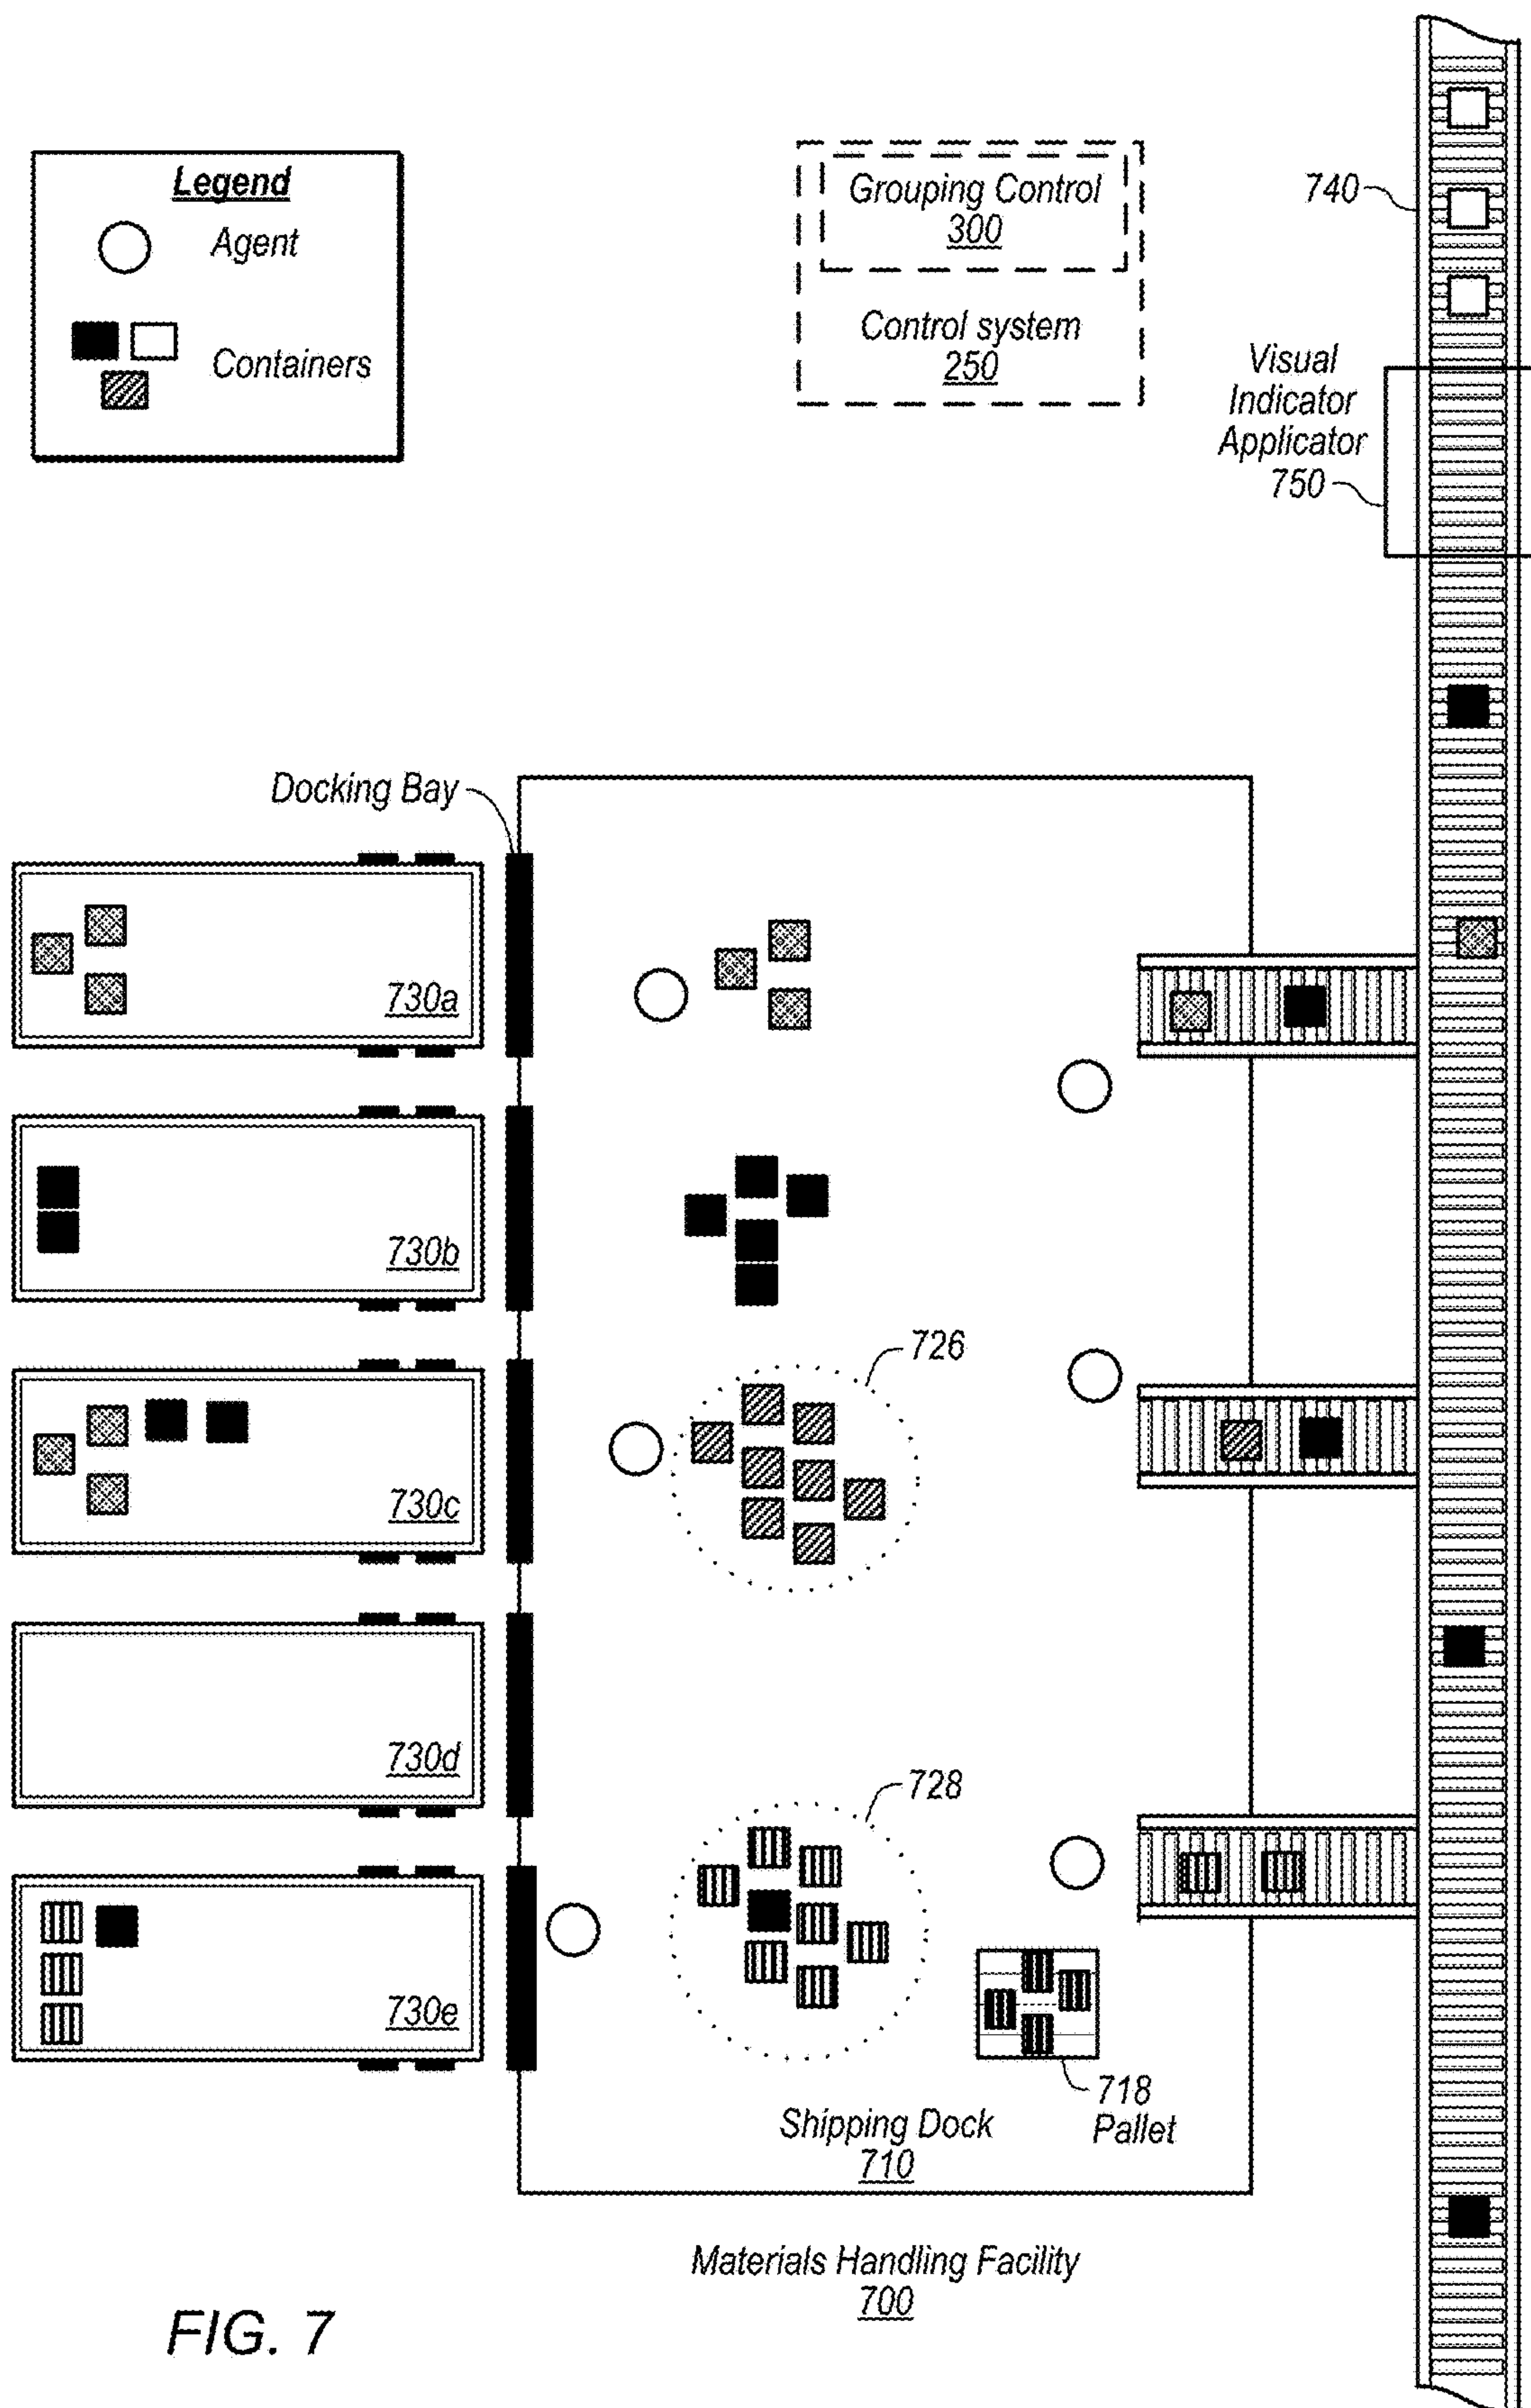 Legend
Agent
Containers
Grouping Control
300
Control system
250
740
Visual
Indicator
Applicator
750
Docking Bay
730a
730b
726
730c
730d
728
730e
718
Pallet
Shipping Dock
710
Materials Handling Facility
700
FIG. 7